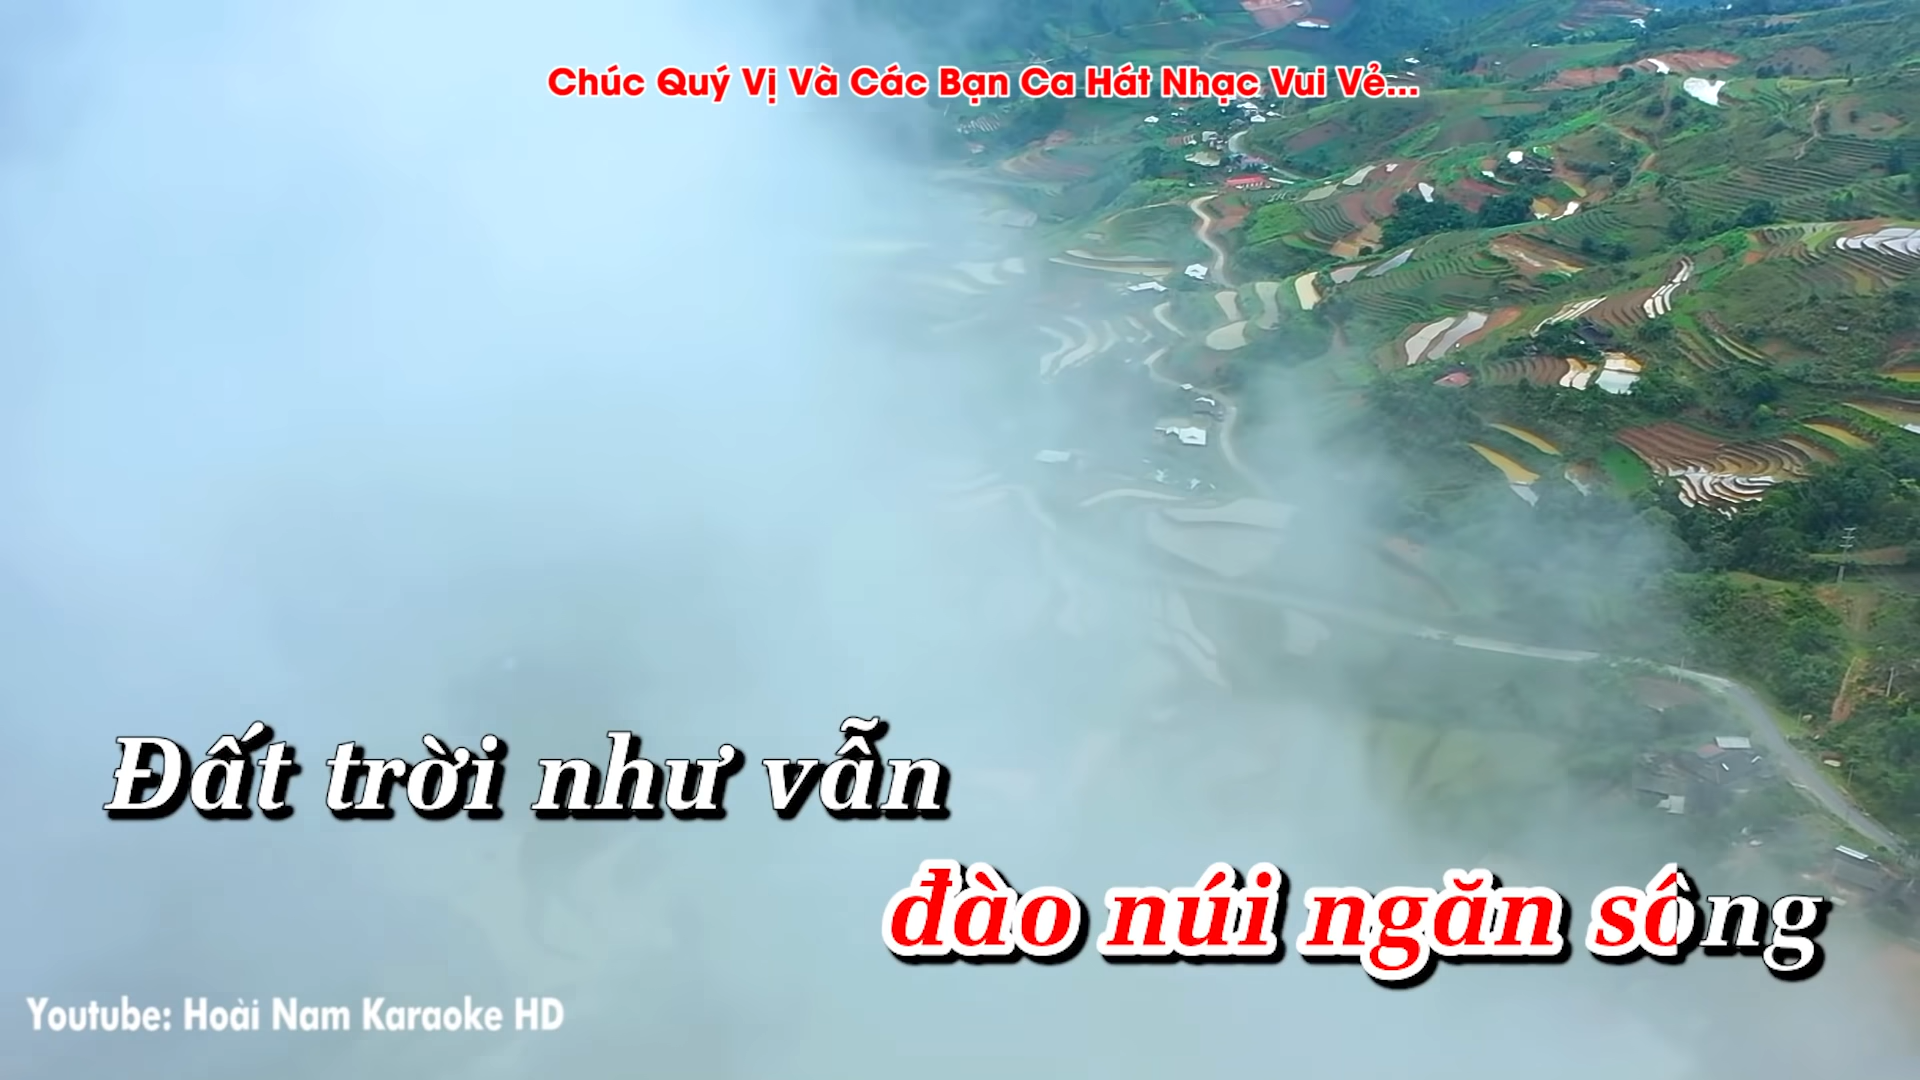 Chúc Quý Vị Và Các Bạn Ca Hát Nhạc Vui Vẻ...
Đất trời như vẫn
đào núi ngăn sông
Youtube: Hoài Nam Karaoke HD